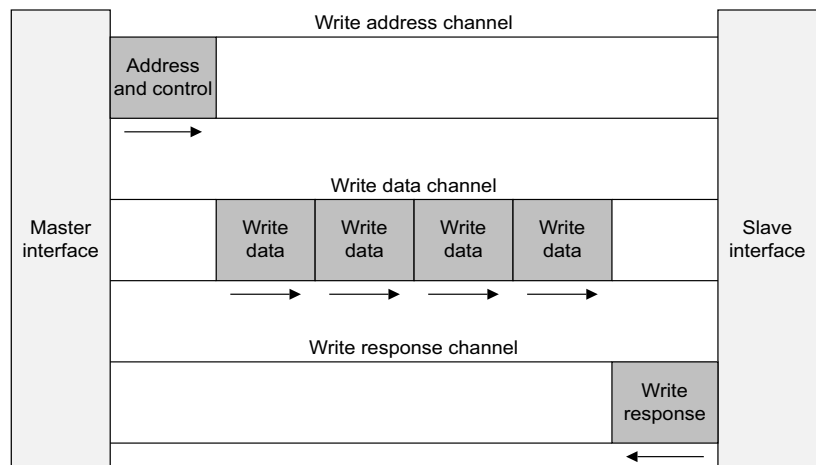 Write address channel
Address
and control
Write data channel
Master
interface
Write
data
Write
data
Write
data
Write
data
Slave
interface
Write response channel
Write
response